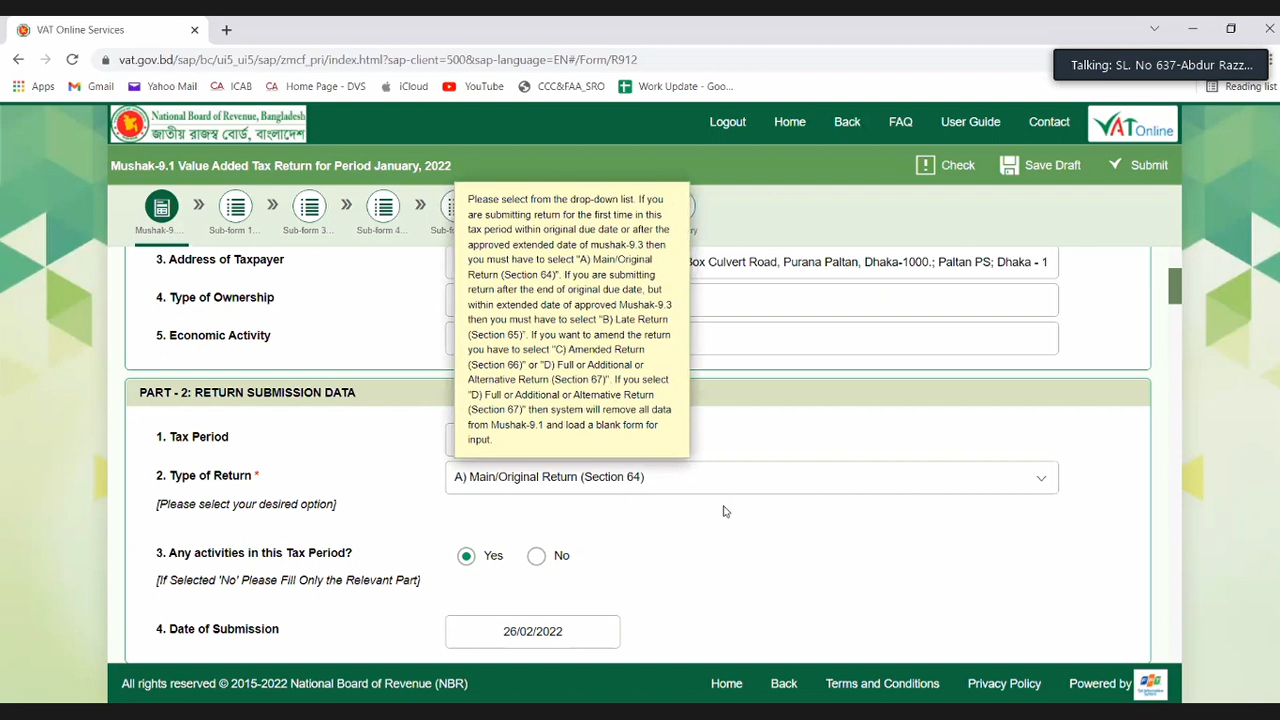 VAT Online Services
vat.gov.bd/sap/bc/ui5_ui5/sap/zmcf_pri/index.html?sap-client=500&sap-language=EN#/Form/R912
Talking: SL. No 637-Abdur Razz...
Apps Gmail Yahoo Mail ICAB Home Page - DVS iCloud YouTube CCC&FAA_SRO Work Update - Goo... Reading list
National Board of Revenue, Bangladesh
জাতীয় রাজস্ব বোর্ড, বাংলাদেশ
Logout Home Back FAQ User Guide Contact
VAT Online
Mushak-9.1 Value Added Tax Return for Period January, 2022
Check Save Draft Submit
Mushak-9.... Sub-form 1... Sub-form 3... Sub-form 4...
Please select from the drop-down list. If you
are submitting return for the first time in this
tax period within original due date or after the
approved extended date of mushak-9.3 then
you must have to select "A) Main/Original
Return (Section 64)". If you are submitting
return after the end of original due date, but
within extended date of approved Mushak-9.3
then you must have to select "B) Late Return
(Section 65)". If you want to amend the return
you have to select "C) Amended Return
(Section 66)" or "D) Full or Additional or
Alternative Return (Section 67)". If you select
"D) Full or Additional or Alternative Return
(Section 67)" then system will remove all data
from Mushak-9.1 and load a blank form for
input.
3. Address of Taxpayer
Box Culvert Road, Purana Paltan, Dhaka-1000.; Paltan PS; Dhaka - 1
4. Type of Ownership
5. Economic Activity
PART - 2: RETURN SUBMISSION DATA
1. Tax Period
2. Type of Return *
A) Main/Original Return (Section 64)
[Please select your desired option]
3. Any activities in this Tax Period?
Yes No
[If Selected 'No' Please Fill Only the Relevant Part]
4. Date of Submission
26/02/2022
All rights reserved © 2015-2022 National Board of Revenue (NBR)
Home Back Terms and Conditions Privacy Policy Powered by